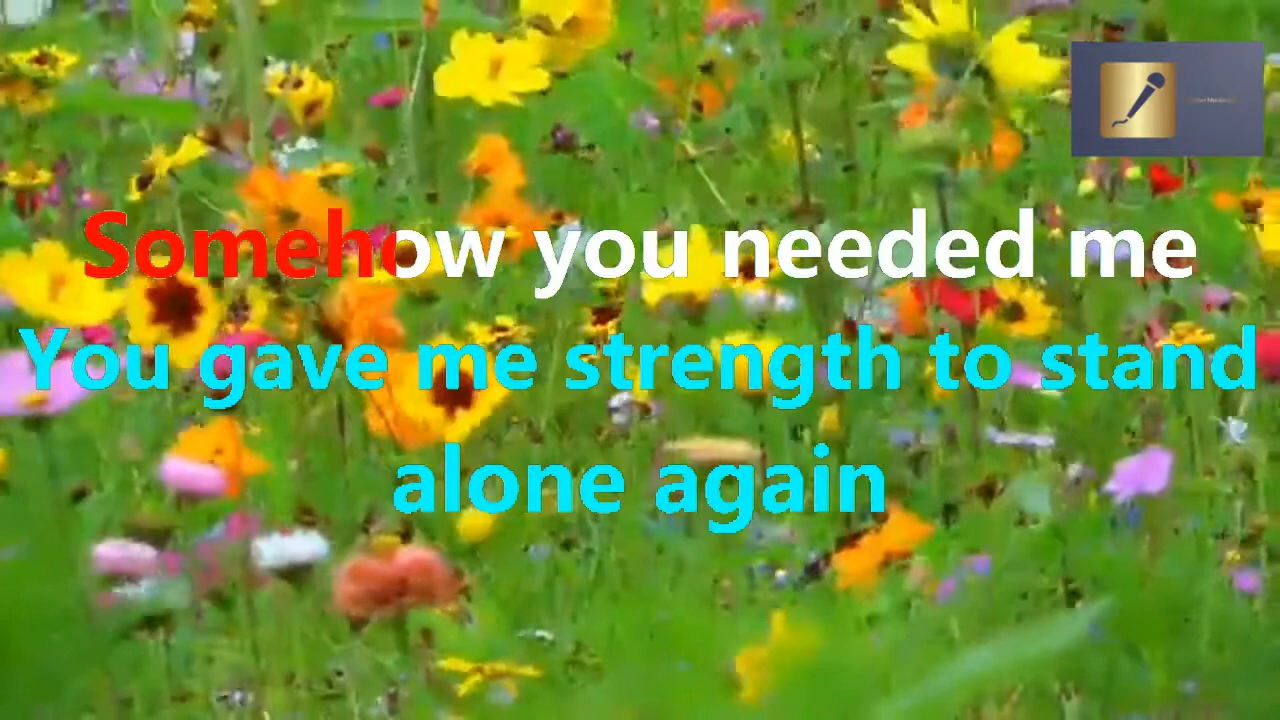 Somehow you needed me
You gave me strength to stand
alone again